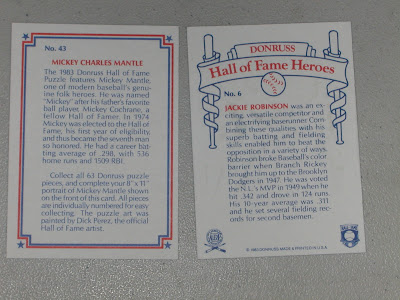 No. 43
MICKEY CHARLES MANTLE
The 1983 Donruss Hall of Fame
Puzzle features Mickey Mantle,
one of modern baseball's gen-
uine folk heroes. He was named
"Mickey" after his father's favorite
ball player, Mickey Cochrane, a
fellow Hall of Famer. In 1974
Mickey was elected to the Hall of
Fame, his first year of eligibility
and thus became the seventh man
so honored. He had a career
batting average of .298, with 536
home runs and 1509 RBI.
Collect all 63 Donruss puzzle
pieces, and complete your 8" x 11"
portrait of Mickey Mantle shown
on the front of this card. All pieces
are individually numbered for easy
collecting. The puzzle art was
painted by Dick Perez, the official
Hall of Fame artist.
DONRUSS
Hall of Fame Heroes
No. 6
JACKIE ROBINSON was an ex-
citing, versatile competitor and
an electrifying baserunner. Com-
bining those qualities with his
superb batting and fielding
skills enabled him to beat the
opposition in a variety of ways.
Robinson broke Baseball's color
barrier when Branch Rickey
brought him up to the Brooklyn
Dodgers in 1947. He was voted
the N.L.'s MVP in 1949 when he
hit .342 and drove in 124 runs.
His 10-year average was .311
and he set several fielding rec-
ords for second basemen.
MADE & PRINTED IN U.S.A.